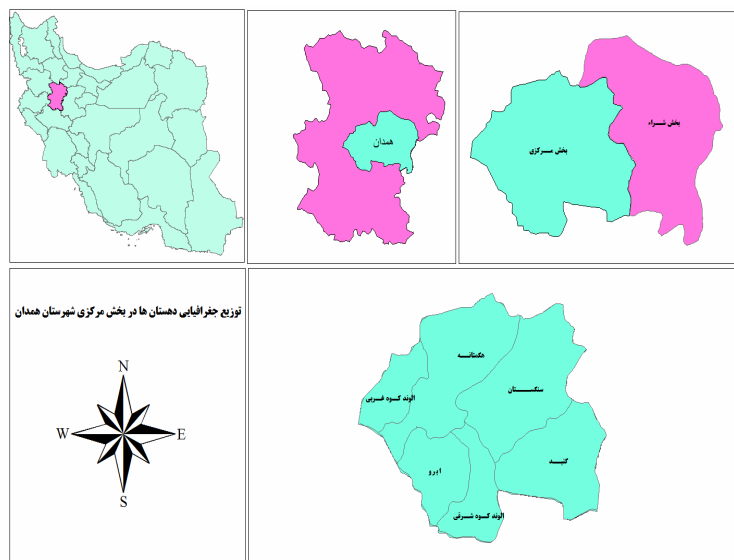 همدان
بخش شراء
بخش مرکزی
توزیع جغرافیایی دهستان ها در بخش مرکزی شهرستان همدان
N
W
E
S
هگمتانه
سنگستان
الوند کوه غربی
ابرو
گنبد
الوند کوه شرقی